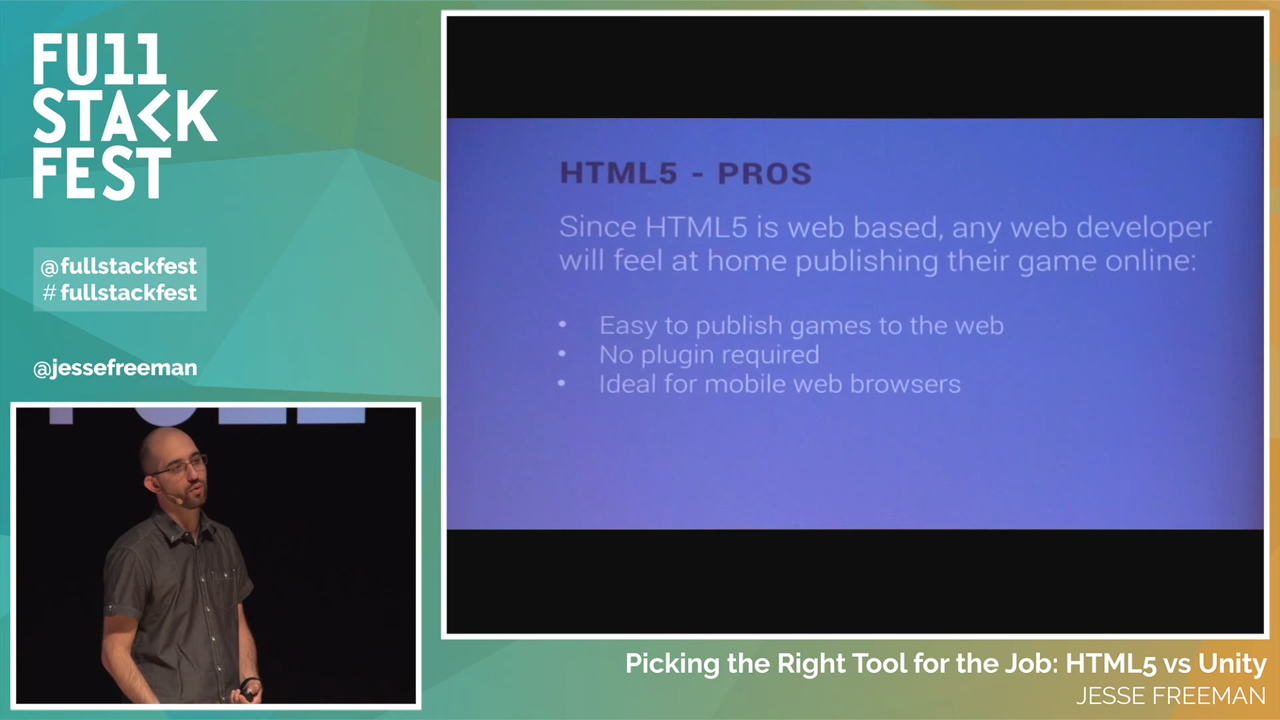 FULL
STACK
FEST
@fullstackfest
# fullstackfest
@jessefreeman
HTML5 - PROS
Since HTML5 is web based, any web developer
will feel at home publishing their game online:
• Easy to publish games to the web
• No plugin required
• Ideal for mobile web browsers
Picking the Right Tool for the Job: HTML5 vs Unity
JESSE FREEMAN